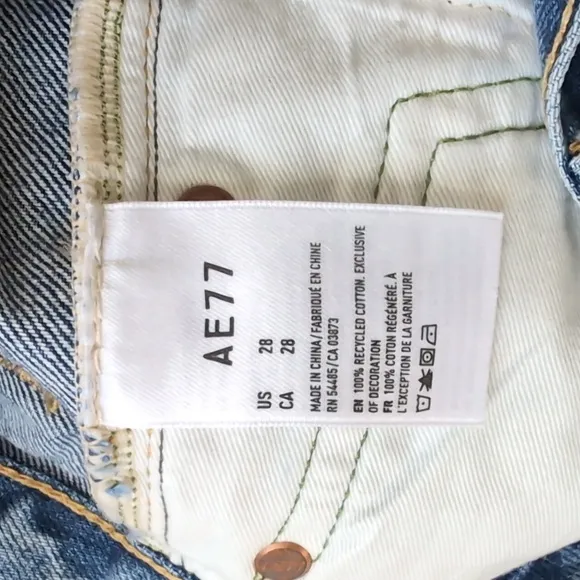 AE77
US 28
CA 28
MADE IN CHINA/FABRIQUÉ EN CHINE
RN 54485/CA 03873
EN 100% RECYCLED COTTON. EXCLUSIVE
OF DECORATION
FR 100% COTON RÉGÉNÉRÉ. À
L'EXCEPTION DE LA GARNITURE